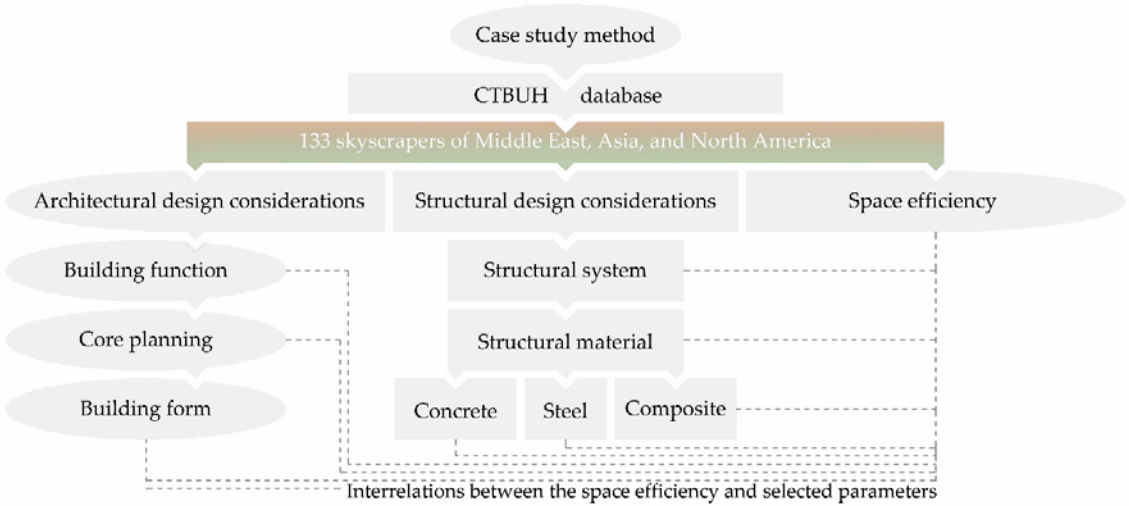 Case study method
CTBUH database
133 skyscrapers of Middle East, Asia, and North America
Architectural design considerations
Structural design considerations
Space efficiency
Building function
Structural system
Core planning
Structural material
Building form
Concrete
Steel
Composite
Interrelations between the space efficiency and selected parameters